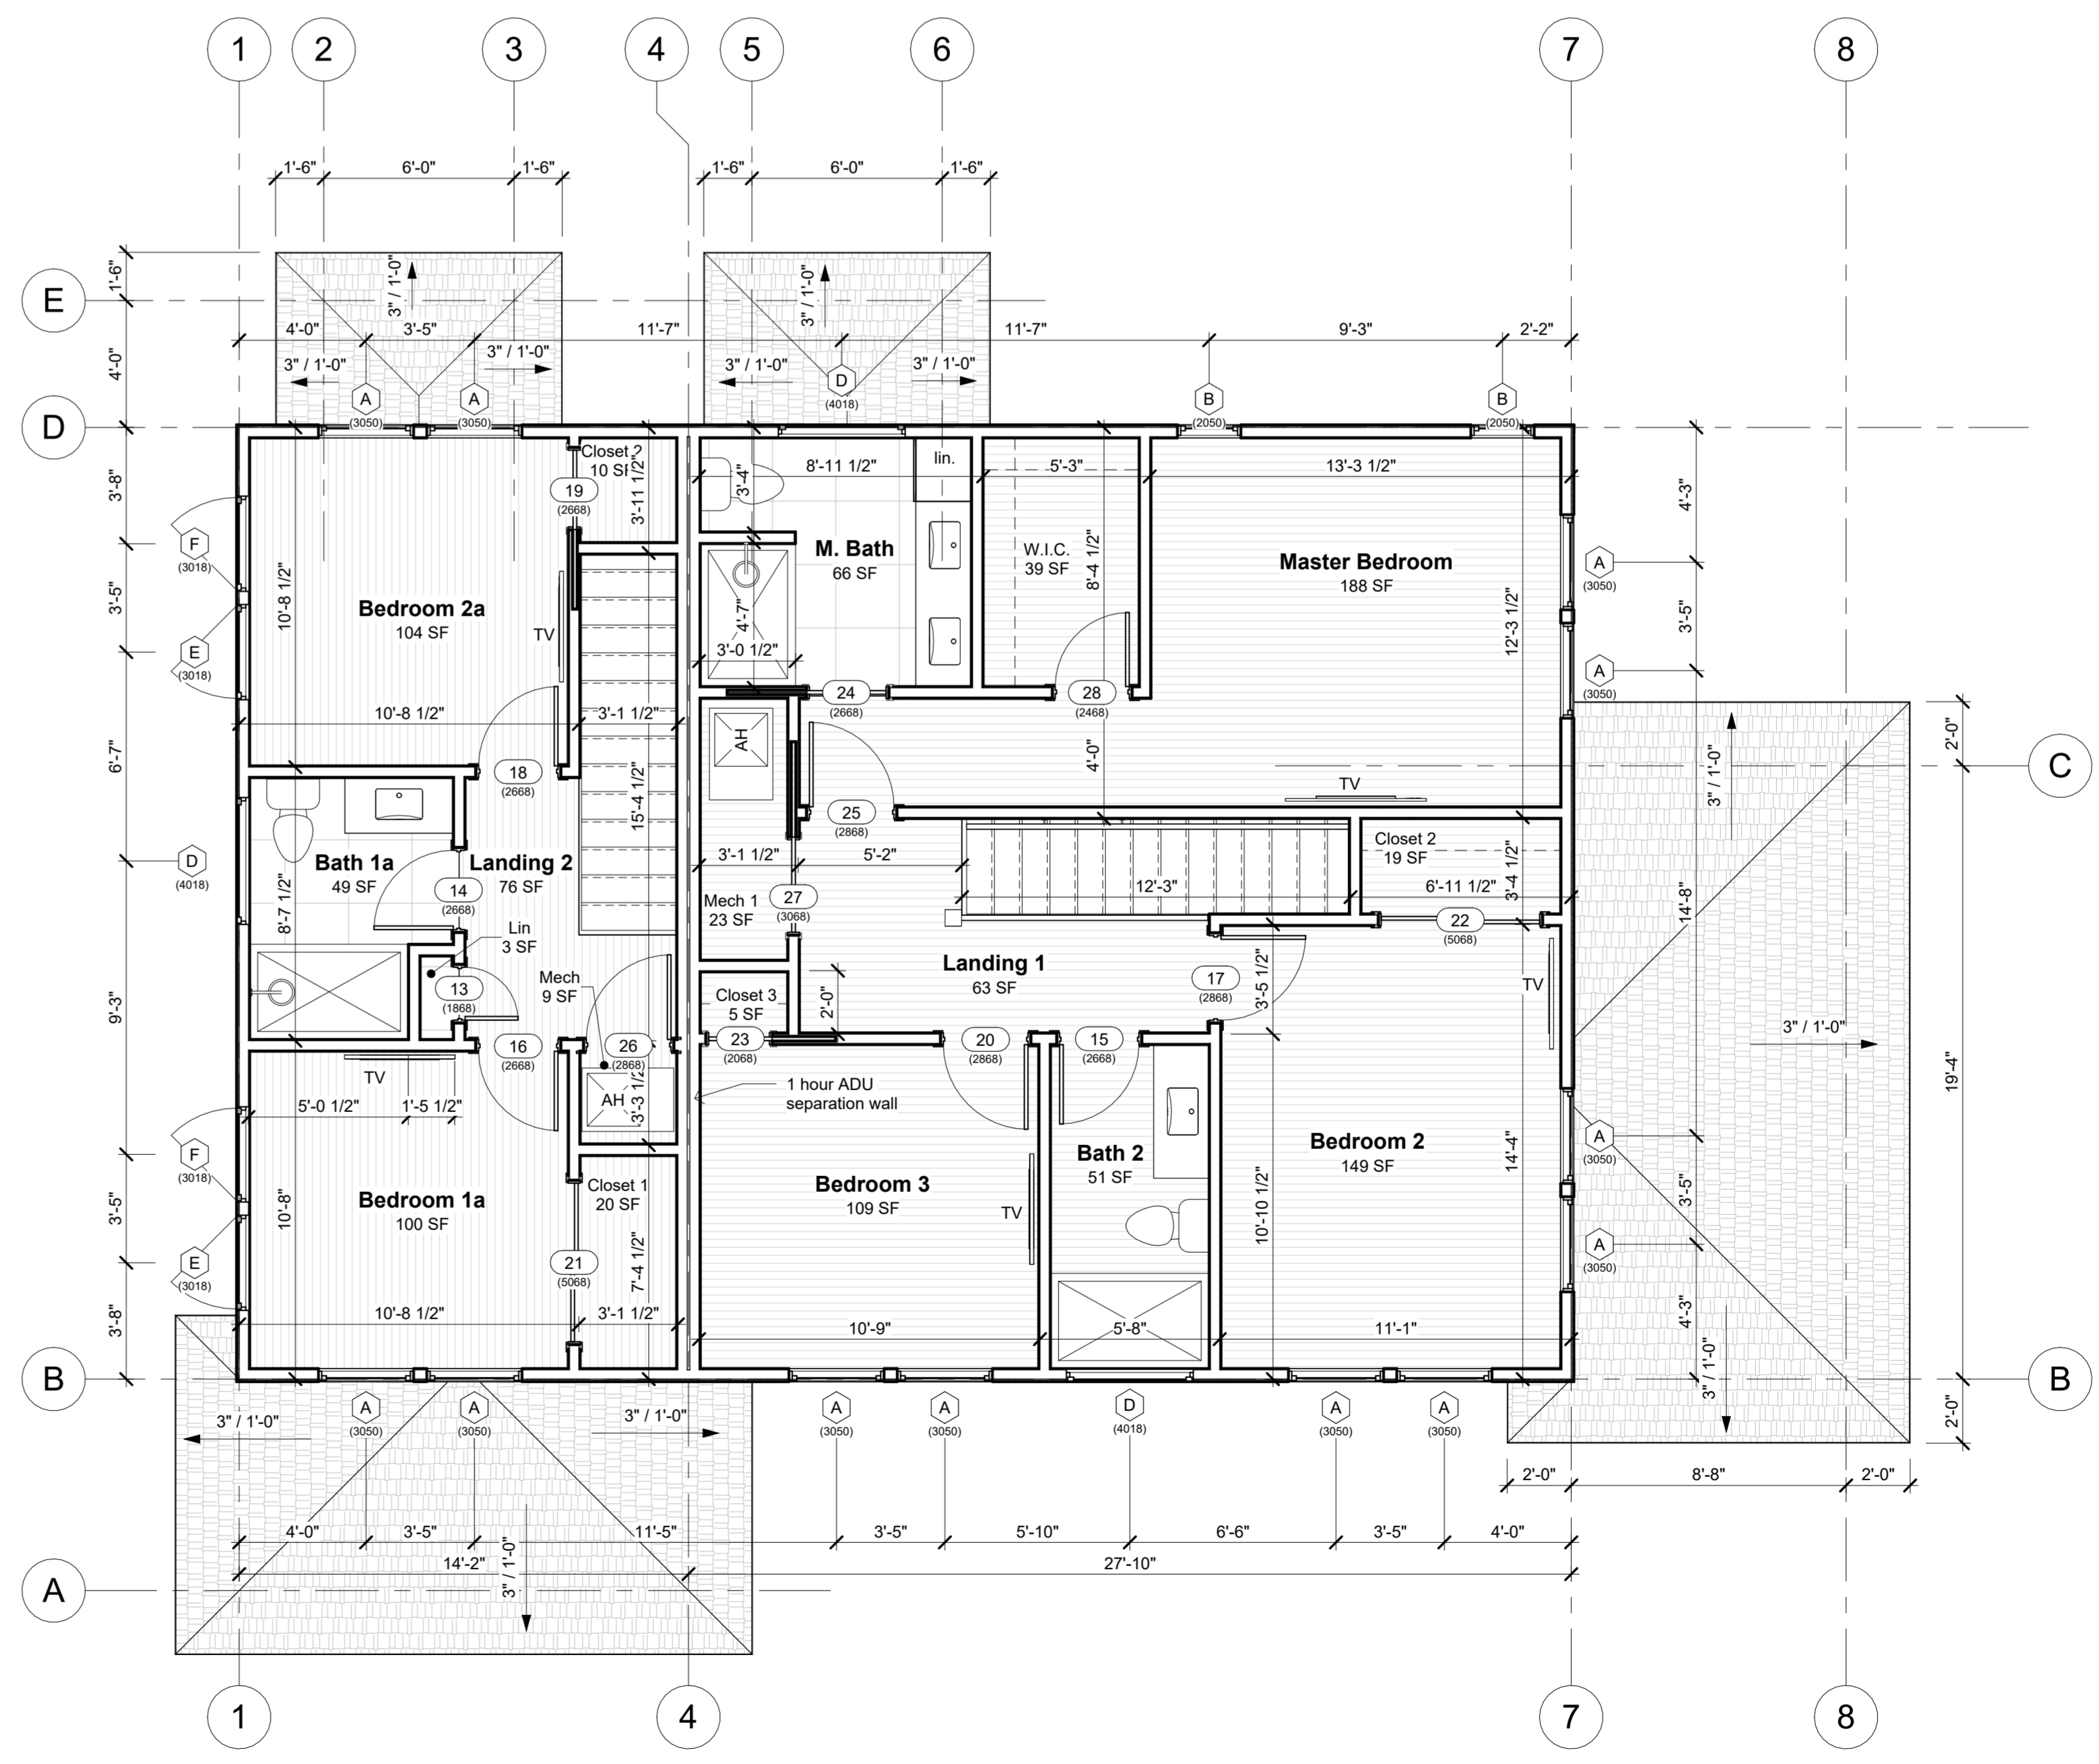 1 2 3 4 5 6 7 8
1'-6" 6'-0" 1'-6" 1'-6" 6'-0" 1'-6"
E
1'-6"
3" / 1'-0" 3" / 1'-0"
4'-0" 3'-5" 11'-7" 11'-7" 9'-3" 2'-2"
4'-0"
3" / 1'-0" 3" / 1'-0" 3" / 1'-0" 3" / 1'-0"
A A D B B
(3050) (3050) (4018) (2050) (2050)
D
Closet 2
10 SF
3'-11 1/2"
lin.
8'-11 1/2" 5'-3" 13'-3 1/2"
3'-8"
19
(2668)
3'-4"
4'-3"
F
(3018)
M. Bath
66 SF
W.I.C.
39 SF
8'-4 1/2"
Master Bedroom
188 SF
A
(3050)
3'-5"
10'-8 1/2"
Bedroom 2a
104 SF
TV
4'-7"
3'-0 1/2"
12'-3 1/2"
3'-5"
E
(3018)
A
(3050)
24
(2668)
28
(2468)
10'-8 1/2" 3'-1 1/2"
AH
4'-0"
2'-0"
6'-7"
18
(2668)
15'-4 1/2"
TV
3" / 1'-0"
C
25
(2868)
D
(4018)
Bath 1a
49 SF
Landing 2
76 SF
3'-1 1/2" 5'-2"
Closet 2
19 SF
3'-4 1/2"
14
(2668)
8'-7 1/2"
Mech 1
23 SF
27
(3068)
12'-3"
6'-11 1/2"
14'-8"
22
(5068)
Lin
3 SF
Landing 1
63 SF
17
(2868)
3'-5 1/2"
TV
13
(1868)
Mech
9 SF
Closet 3
5 SF
2'-0"
9'-3"
3" / 1'-0"
16
(2668)
26
(2868)
23
(2068)
20
(2868)
15
(2668)
19'-4"
TV
5'-0 1/2" 1'-5 1/2"
AH
3'-3 1/2"
1 hour ADU
separation wall
F
(3018)
A
(3050)
Bedroom 2
149 SF
14'-4"
Bath 2
51 SF
3'-5"
10'-8"
Bedroom 1a
100 SF
Closet 1
20 SF
Bedroom 3
109 SF
TV
10'-10 1/2"
3'-5"
E
(3018)
21
(5068)
7'-4 1/2"
A
(3050)
3'-8"
10'-8 1/2" 3'-1 1/2"
10'-9" 5'-8" 11'-1"
4'-3"
3" / 1'-0"
B B
2'-0"
3" / 1'-0" 3" / 1'-0"
A A A A D A A
(3050) (3050) (3050) (3050) (4018) (3050) (3050)
2'-0" 8'-8" 2'-0"
4'-0" 3'-5" 11'-5" 3'-5" 5'-10" 6'-6" 3'-5" 4'-0"
14'-2" 27'-10"
3" / 1'-0"
A
1 4 7 8